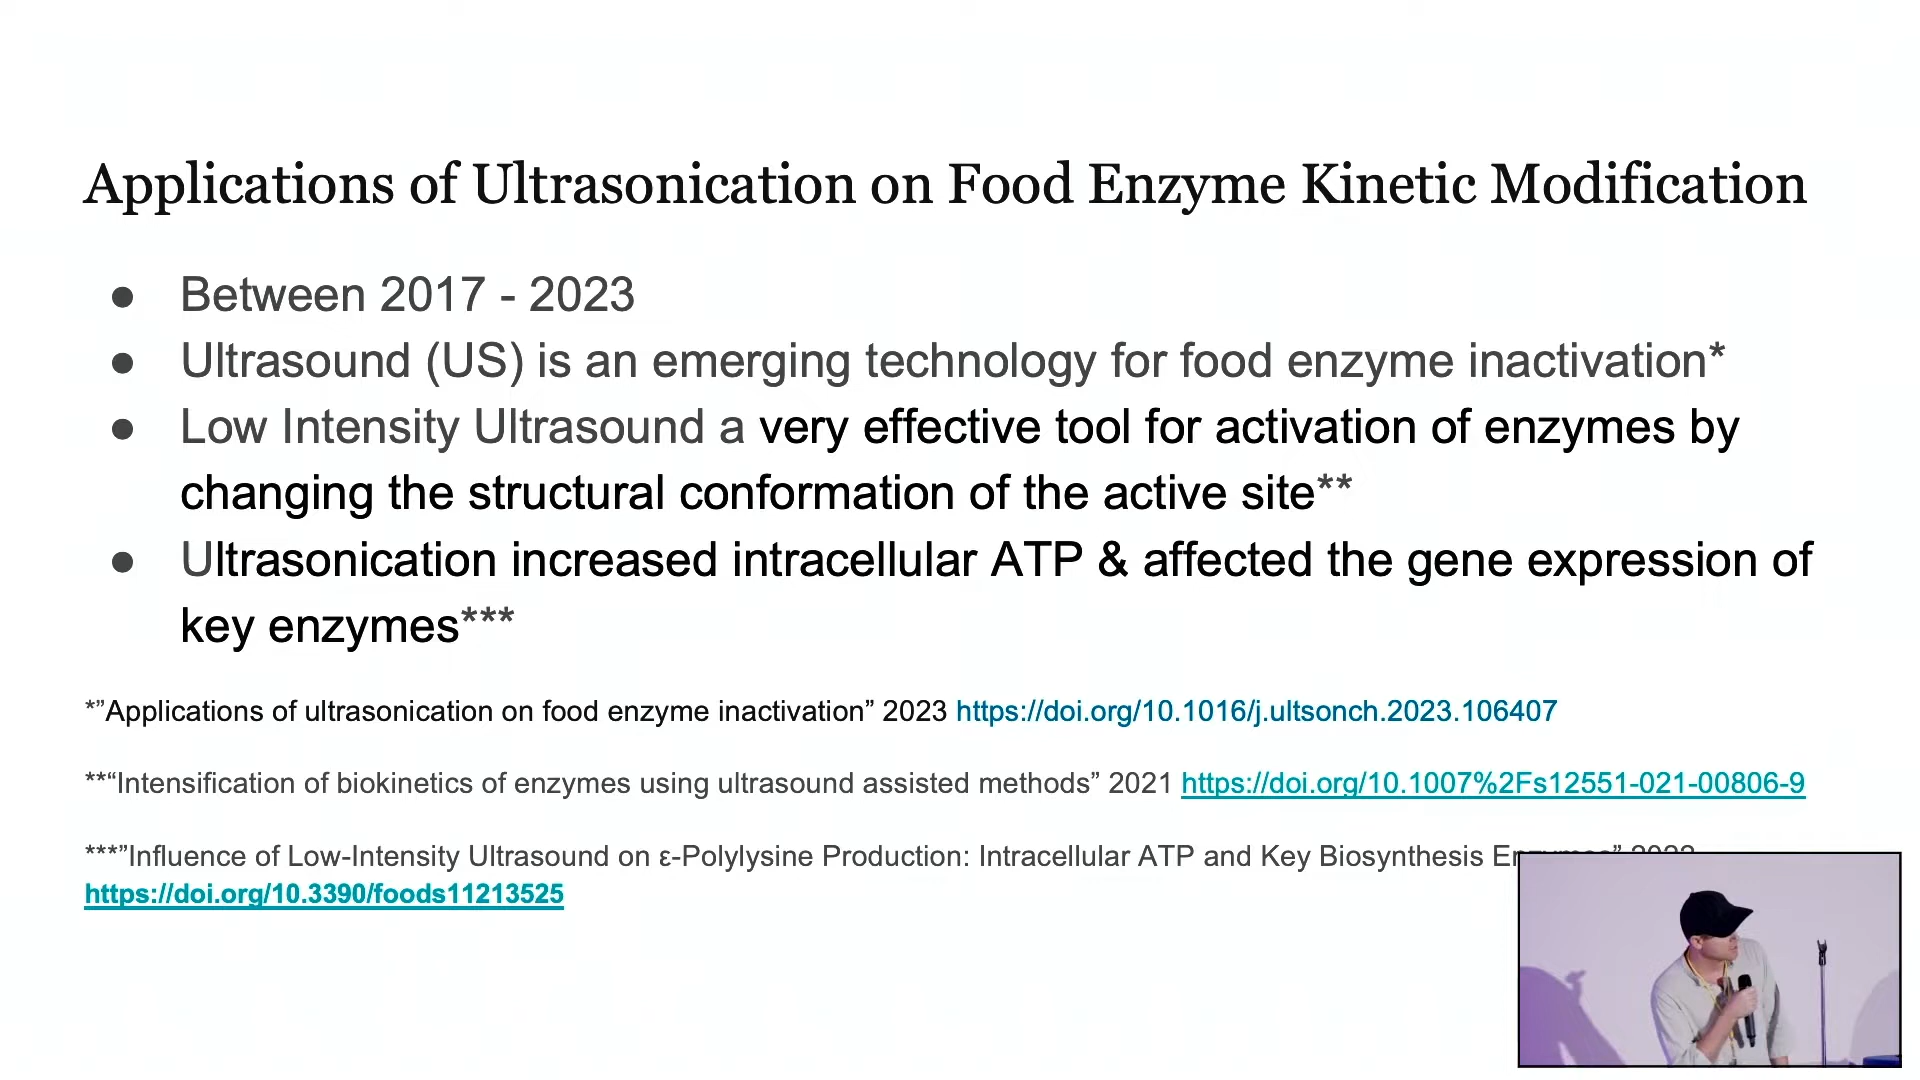 Applications of Ultrasonication on Food Enzyme Kinetic Modification
● Between 2017 - 2023
● Ultrasound (US) is an emerging technology for food enzyme inactivation*
● Low Intensity Ultrasound a very effective tool for activation of enzymes by
changing the structural conformation of the active site**
● Ultrasonication increased intracellular ATP & affected the gene expression of
key enzymes***
*”Applications of ultrasonication on food enzyme inactivation” 2023 https://doi.org/10.1016/j.ultsonch.2023.106407
**“Intensification of biokinetics of enzymes using ultrasound assisted methods” 2021 https://doi.org/10.1007%2Fs12551-021-00806-9
***”Influence of Low-Intensity Ultrasound on ε-Polylysine Production: Intracellular ATP and Key Biosynthesis Enzymes” 2022
https://doi.org/10.3390/foods11213525